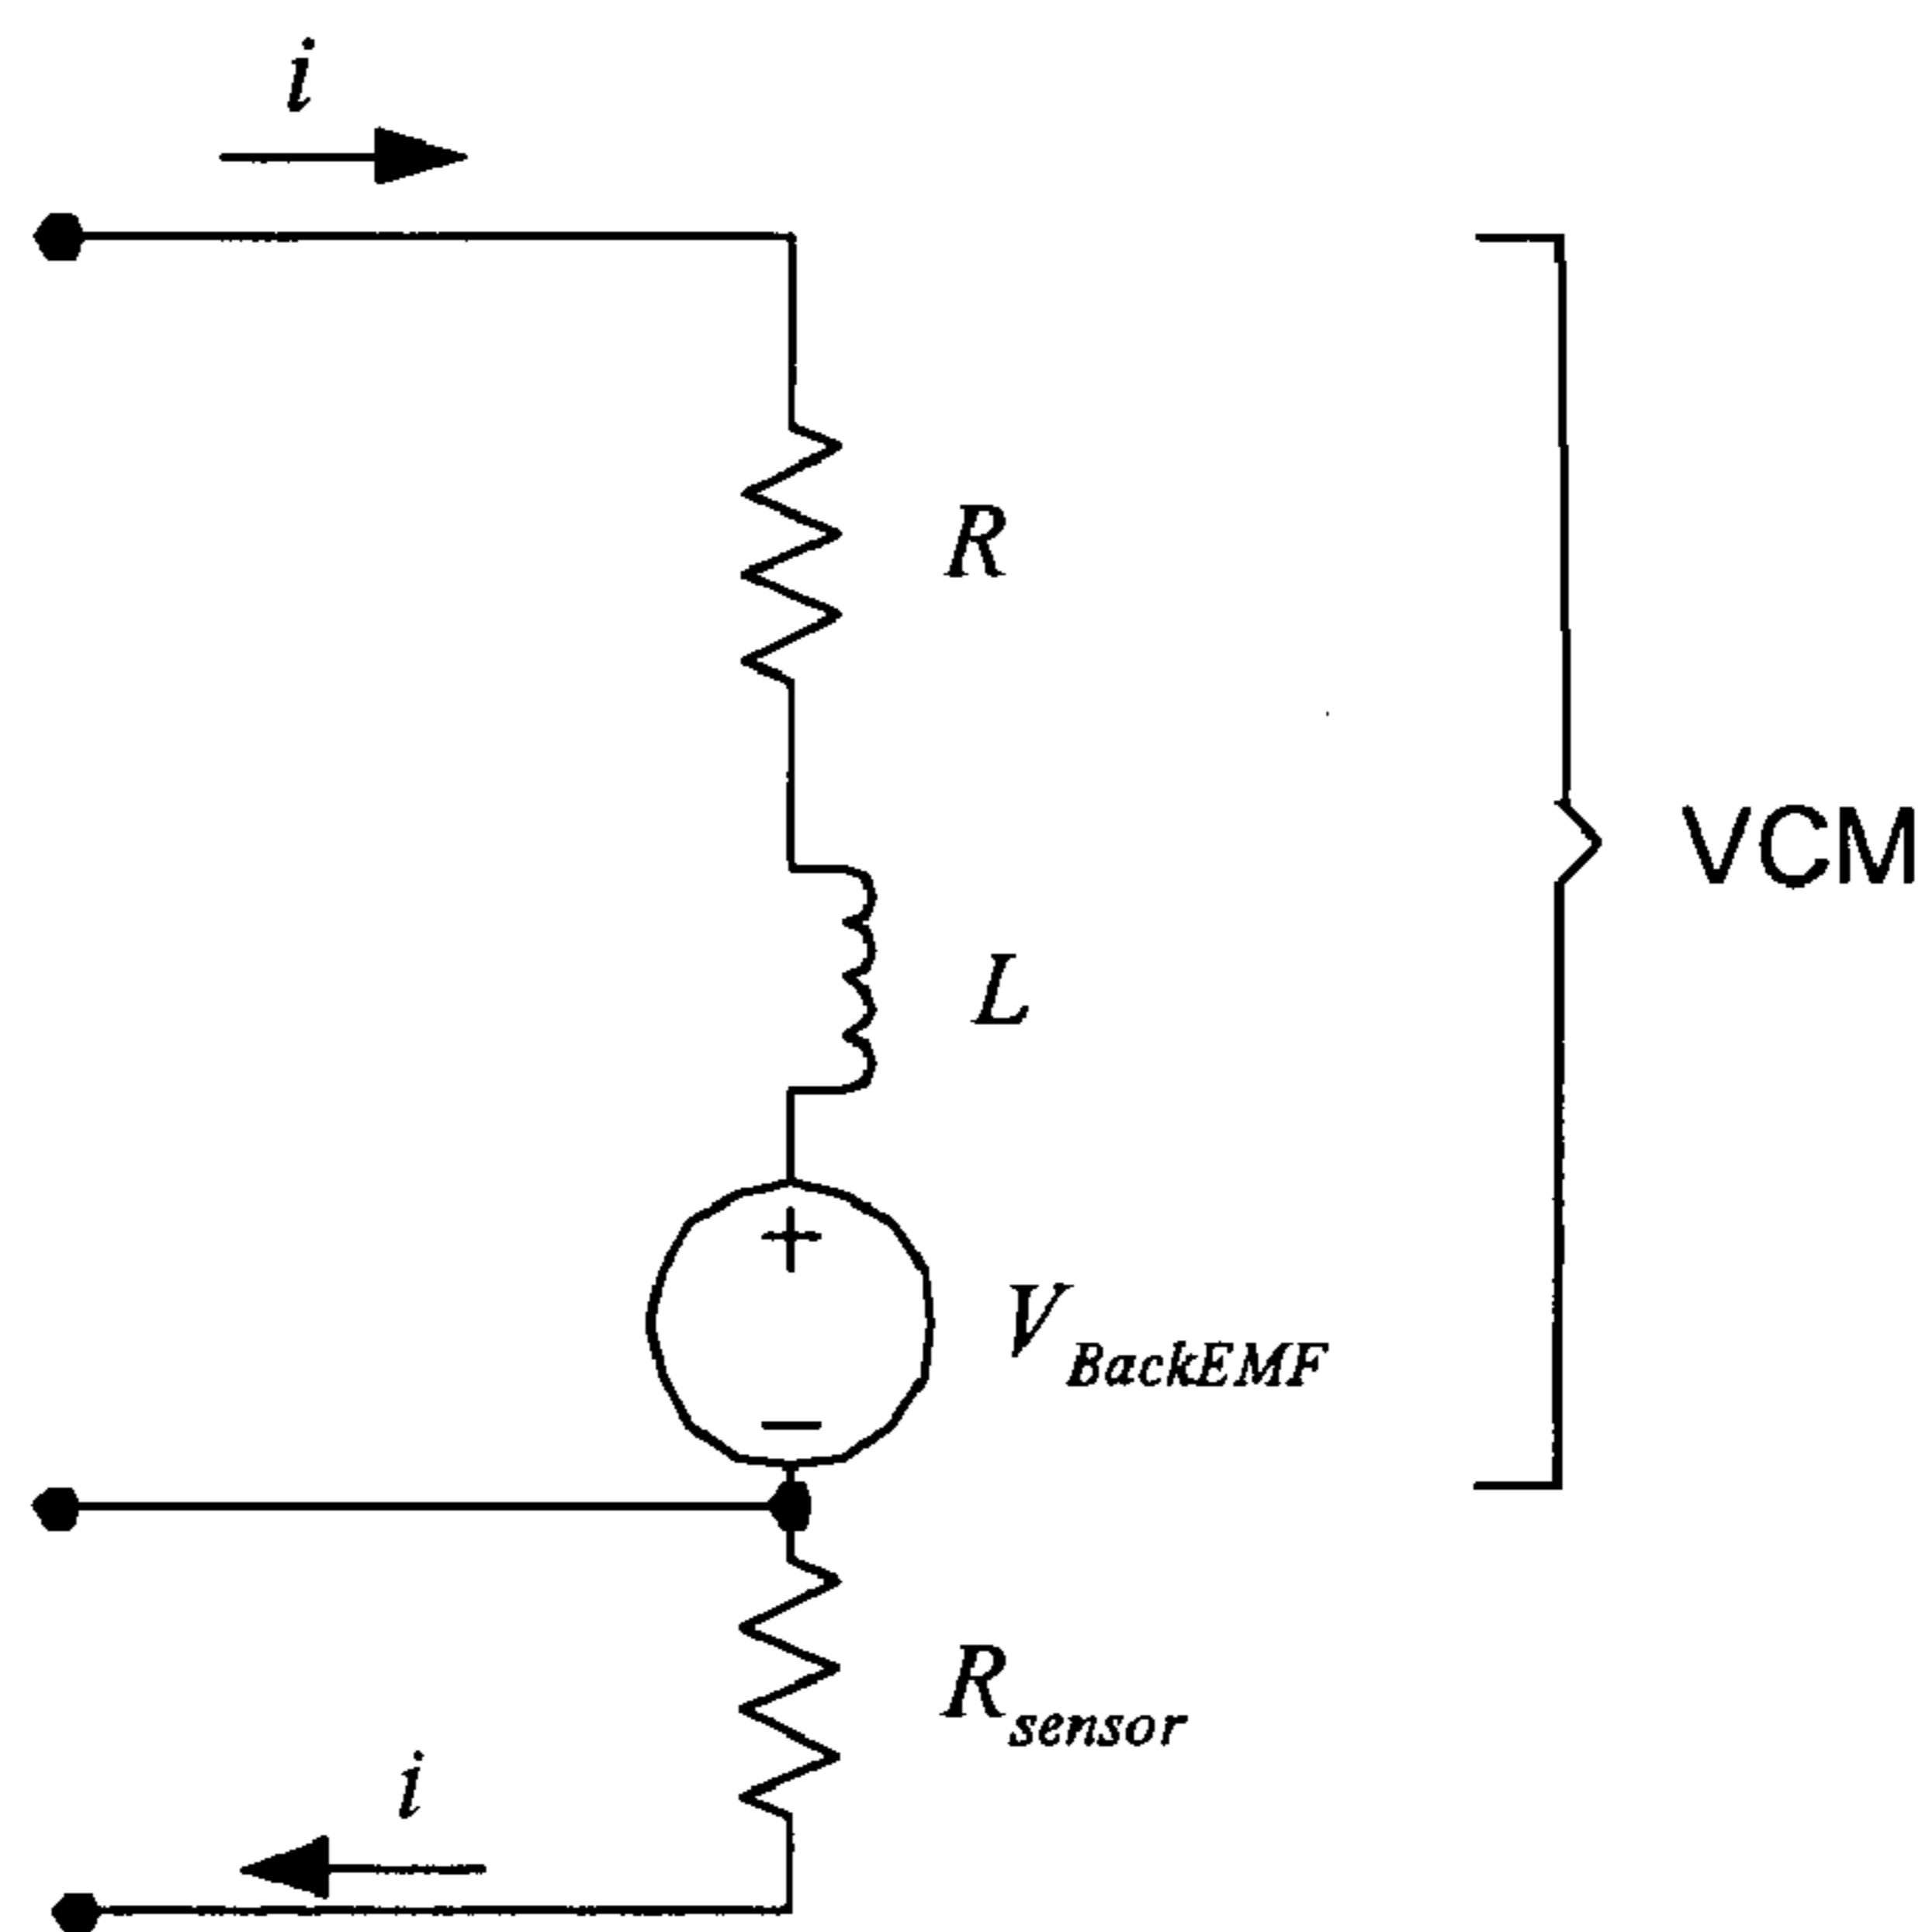 i
R
L
VCM
+
V BackEMF
−
R sensor
i